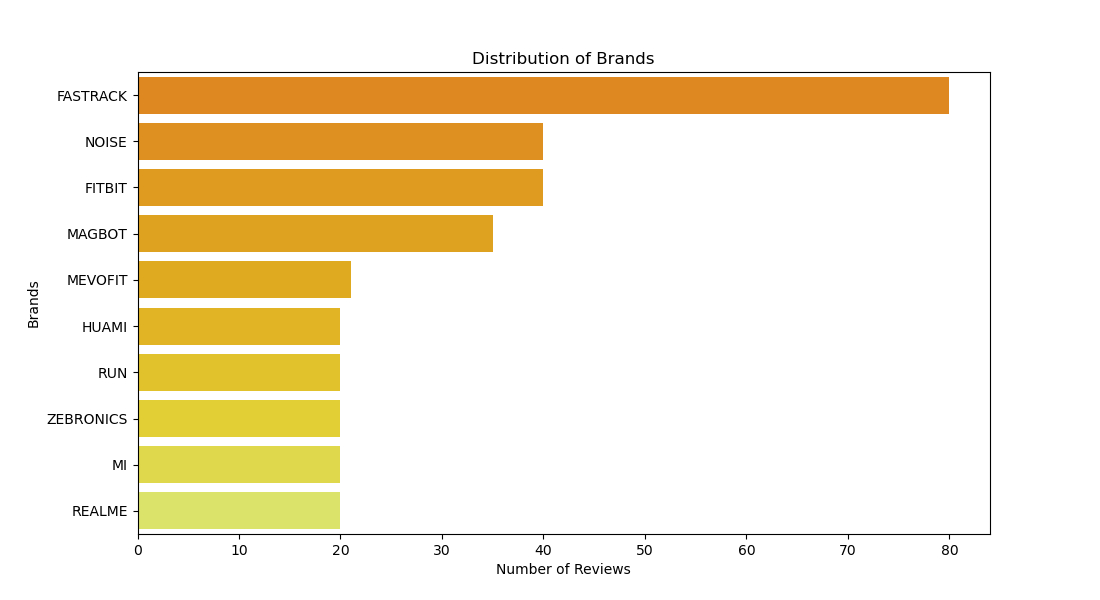 Distribution of Brands
FASTRACK
NOISE
FITBIT
MAGBOT
MEVOFIT
HUAMI
RUN
ZEBRONICS
MI
REALME
Brands
0 10 20 30 40 50 60 70 80
Number of Reviews